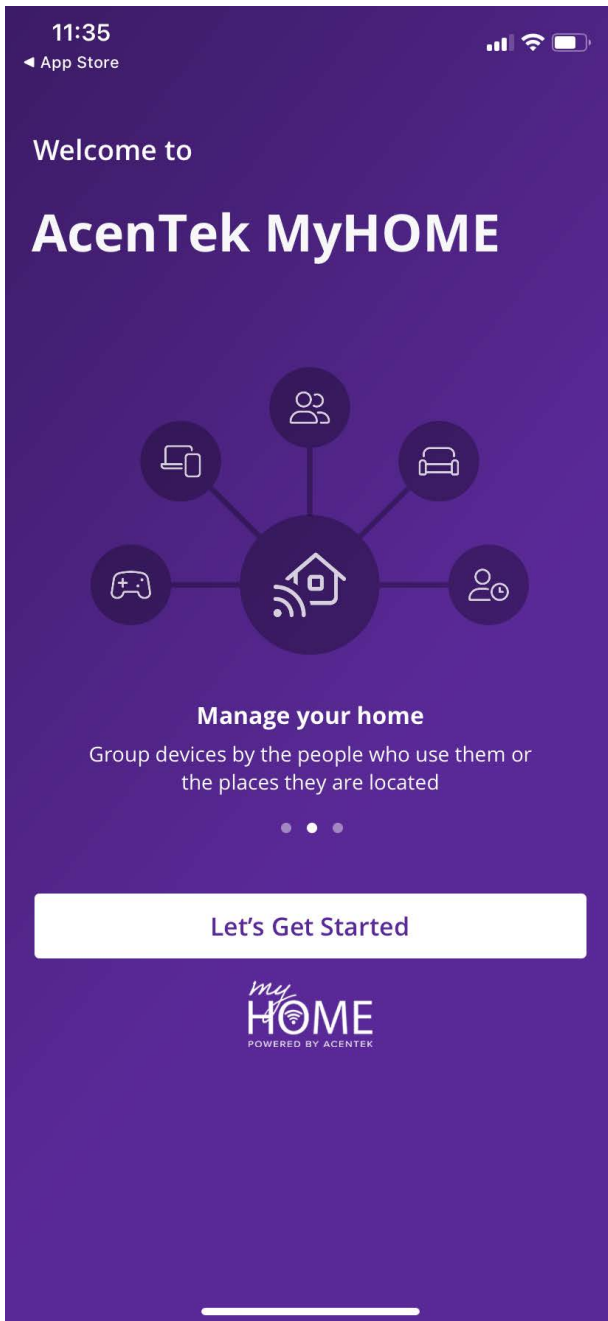 11:35
◀ App Store
Welcome to
AcenTek MyHOME
Manage your home
Group devices by the people who use them or
the places they are located
Let’s Get Started
my
HOME
POWERED BY ACENTEK